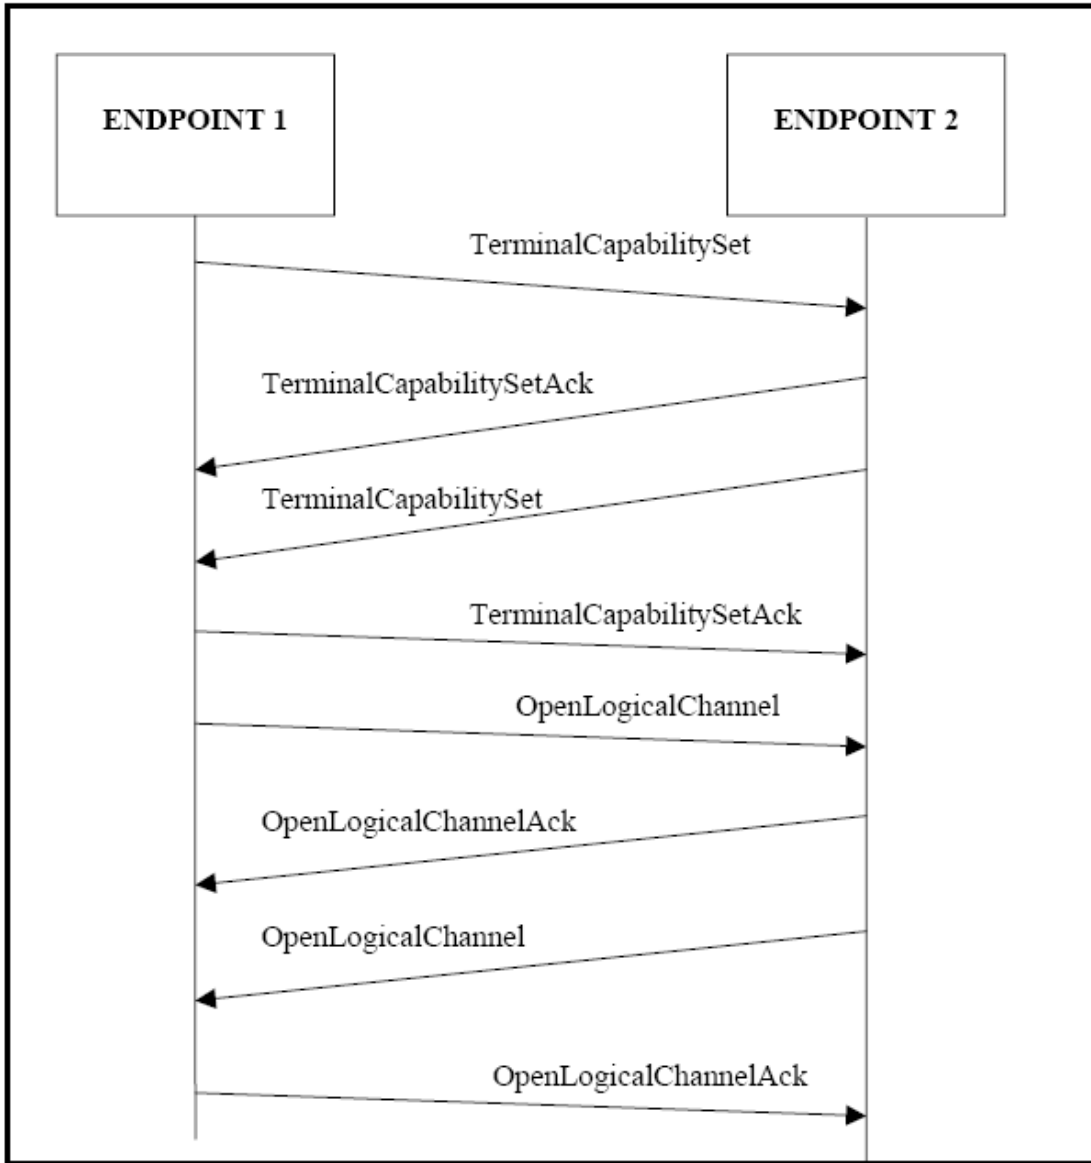 ENDPOINT 1
ENDPOINT 2
TerminalCapabilitySet
TerminalCapabilitySetAck
TerminalCapabilitySet
TerminalCapabilitySetAck
OpenLogicalChannel
OpenLogicalChannelAck
OpenLogicalChannel
OpenLogicalChannelAck